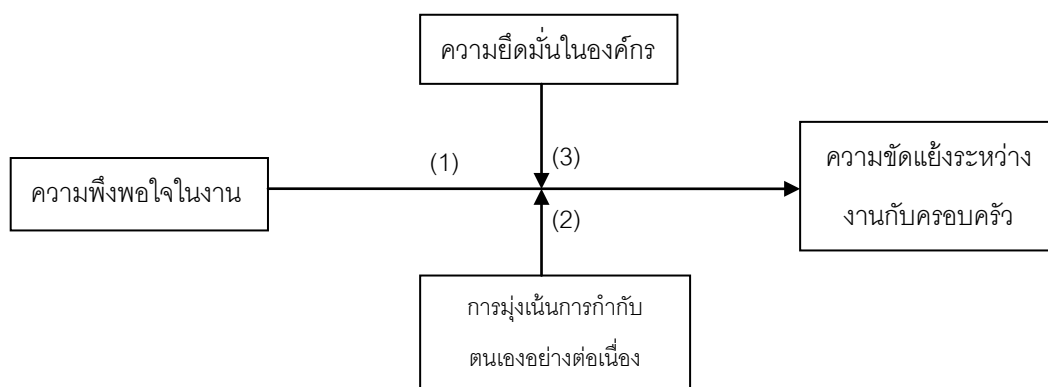 ความยึดมั่นในองค์กร
(1)
(3)
ความพึงพอใจในงาน
ความขัดแย้งระหว่าง
งานกับครอบครัว
(2)
การมุ่งเน้นการกำกับ
ตนเองอย่างต่อเนื่อง